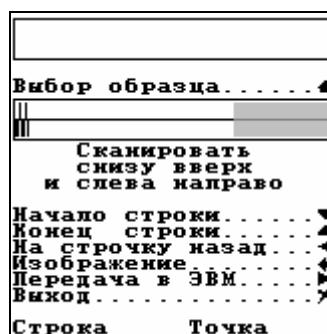 Выбор образца......
Сканировать
снизу вверх
и слева направо
Начало строки......
Конец строки.......
На строчку назад...
Изображение........
Передача в ЭВМ.....
Выход..............
Строка Точка